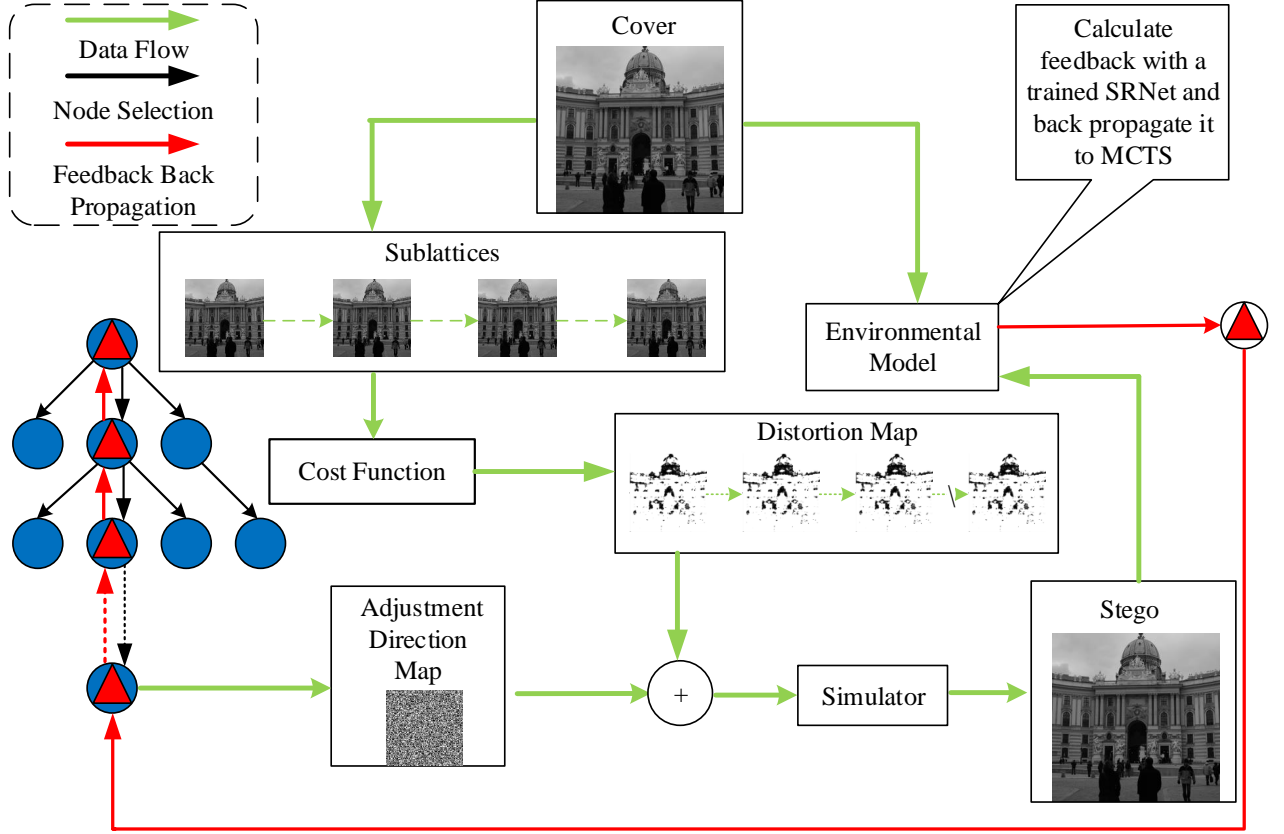 Data Flow
Node Selection
Feedback Back
Propagation
Cover
Calculate
feedback with a
trained SRNet and
back propagate it
to MCTS
Sublattices
Environmental
Model
Cost Function
Distortion Map
Adjustment
Direction
Map
+
Simulator
Stego